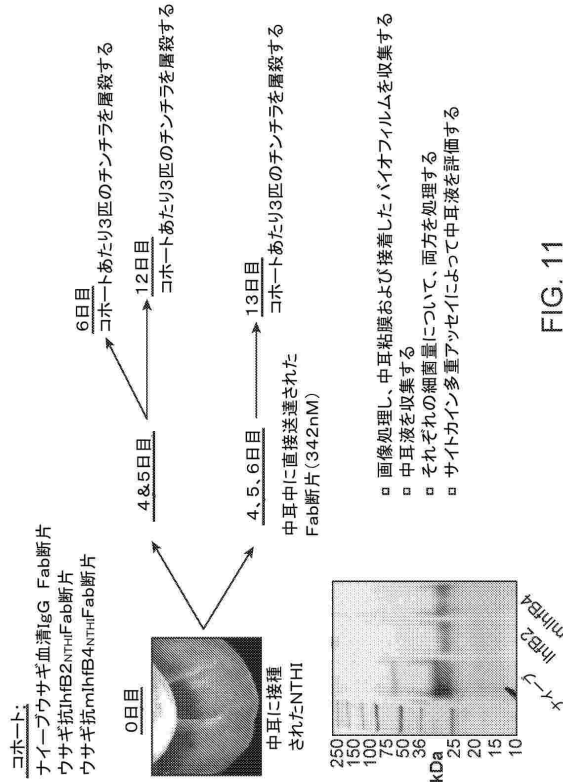 コホート:
ナイーブウサギ血清IgG Fab断片
ウサギ抗IhfB2NTHIFab断片
ウサギ抗mIhfB4NTHIFab断片
0日目
中耳に接種
されたNTHI
4&5日目
6日目
コホートあたり3匹のチンチラを屠殺する
12日目
コホートあたり3匹のチンチラを屠殺する
4、5、6日目
中耳中に直接送達された
Fab断片(342nM)
13日目
コホートあたり3匹のチンチラを屠殺する
250
150
100
75
50
36
25
20
15
10
kDa
ナイーブ
IhfB2
mIhfB4
画像処理し、中耳粘膜および接着したバイオフィルムを収集する
中耳液を収集する
それぞれの細菌量について、両方を処理する
サイトカイン多重アッセイによって中耳液を評価する
FIG. 11